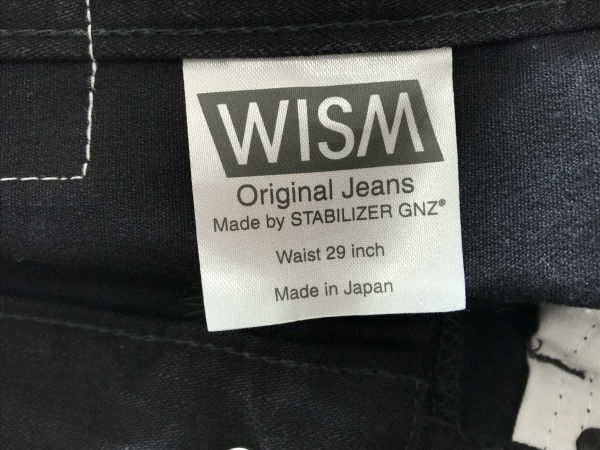 WISM
Original Jeans
Made by STABILIZER GNZ®
Waist 29 inch
Made in Japan